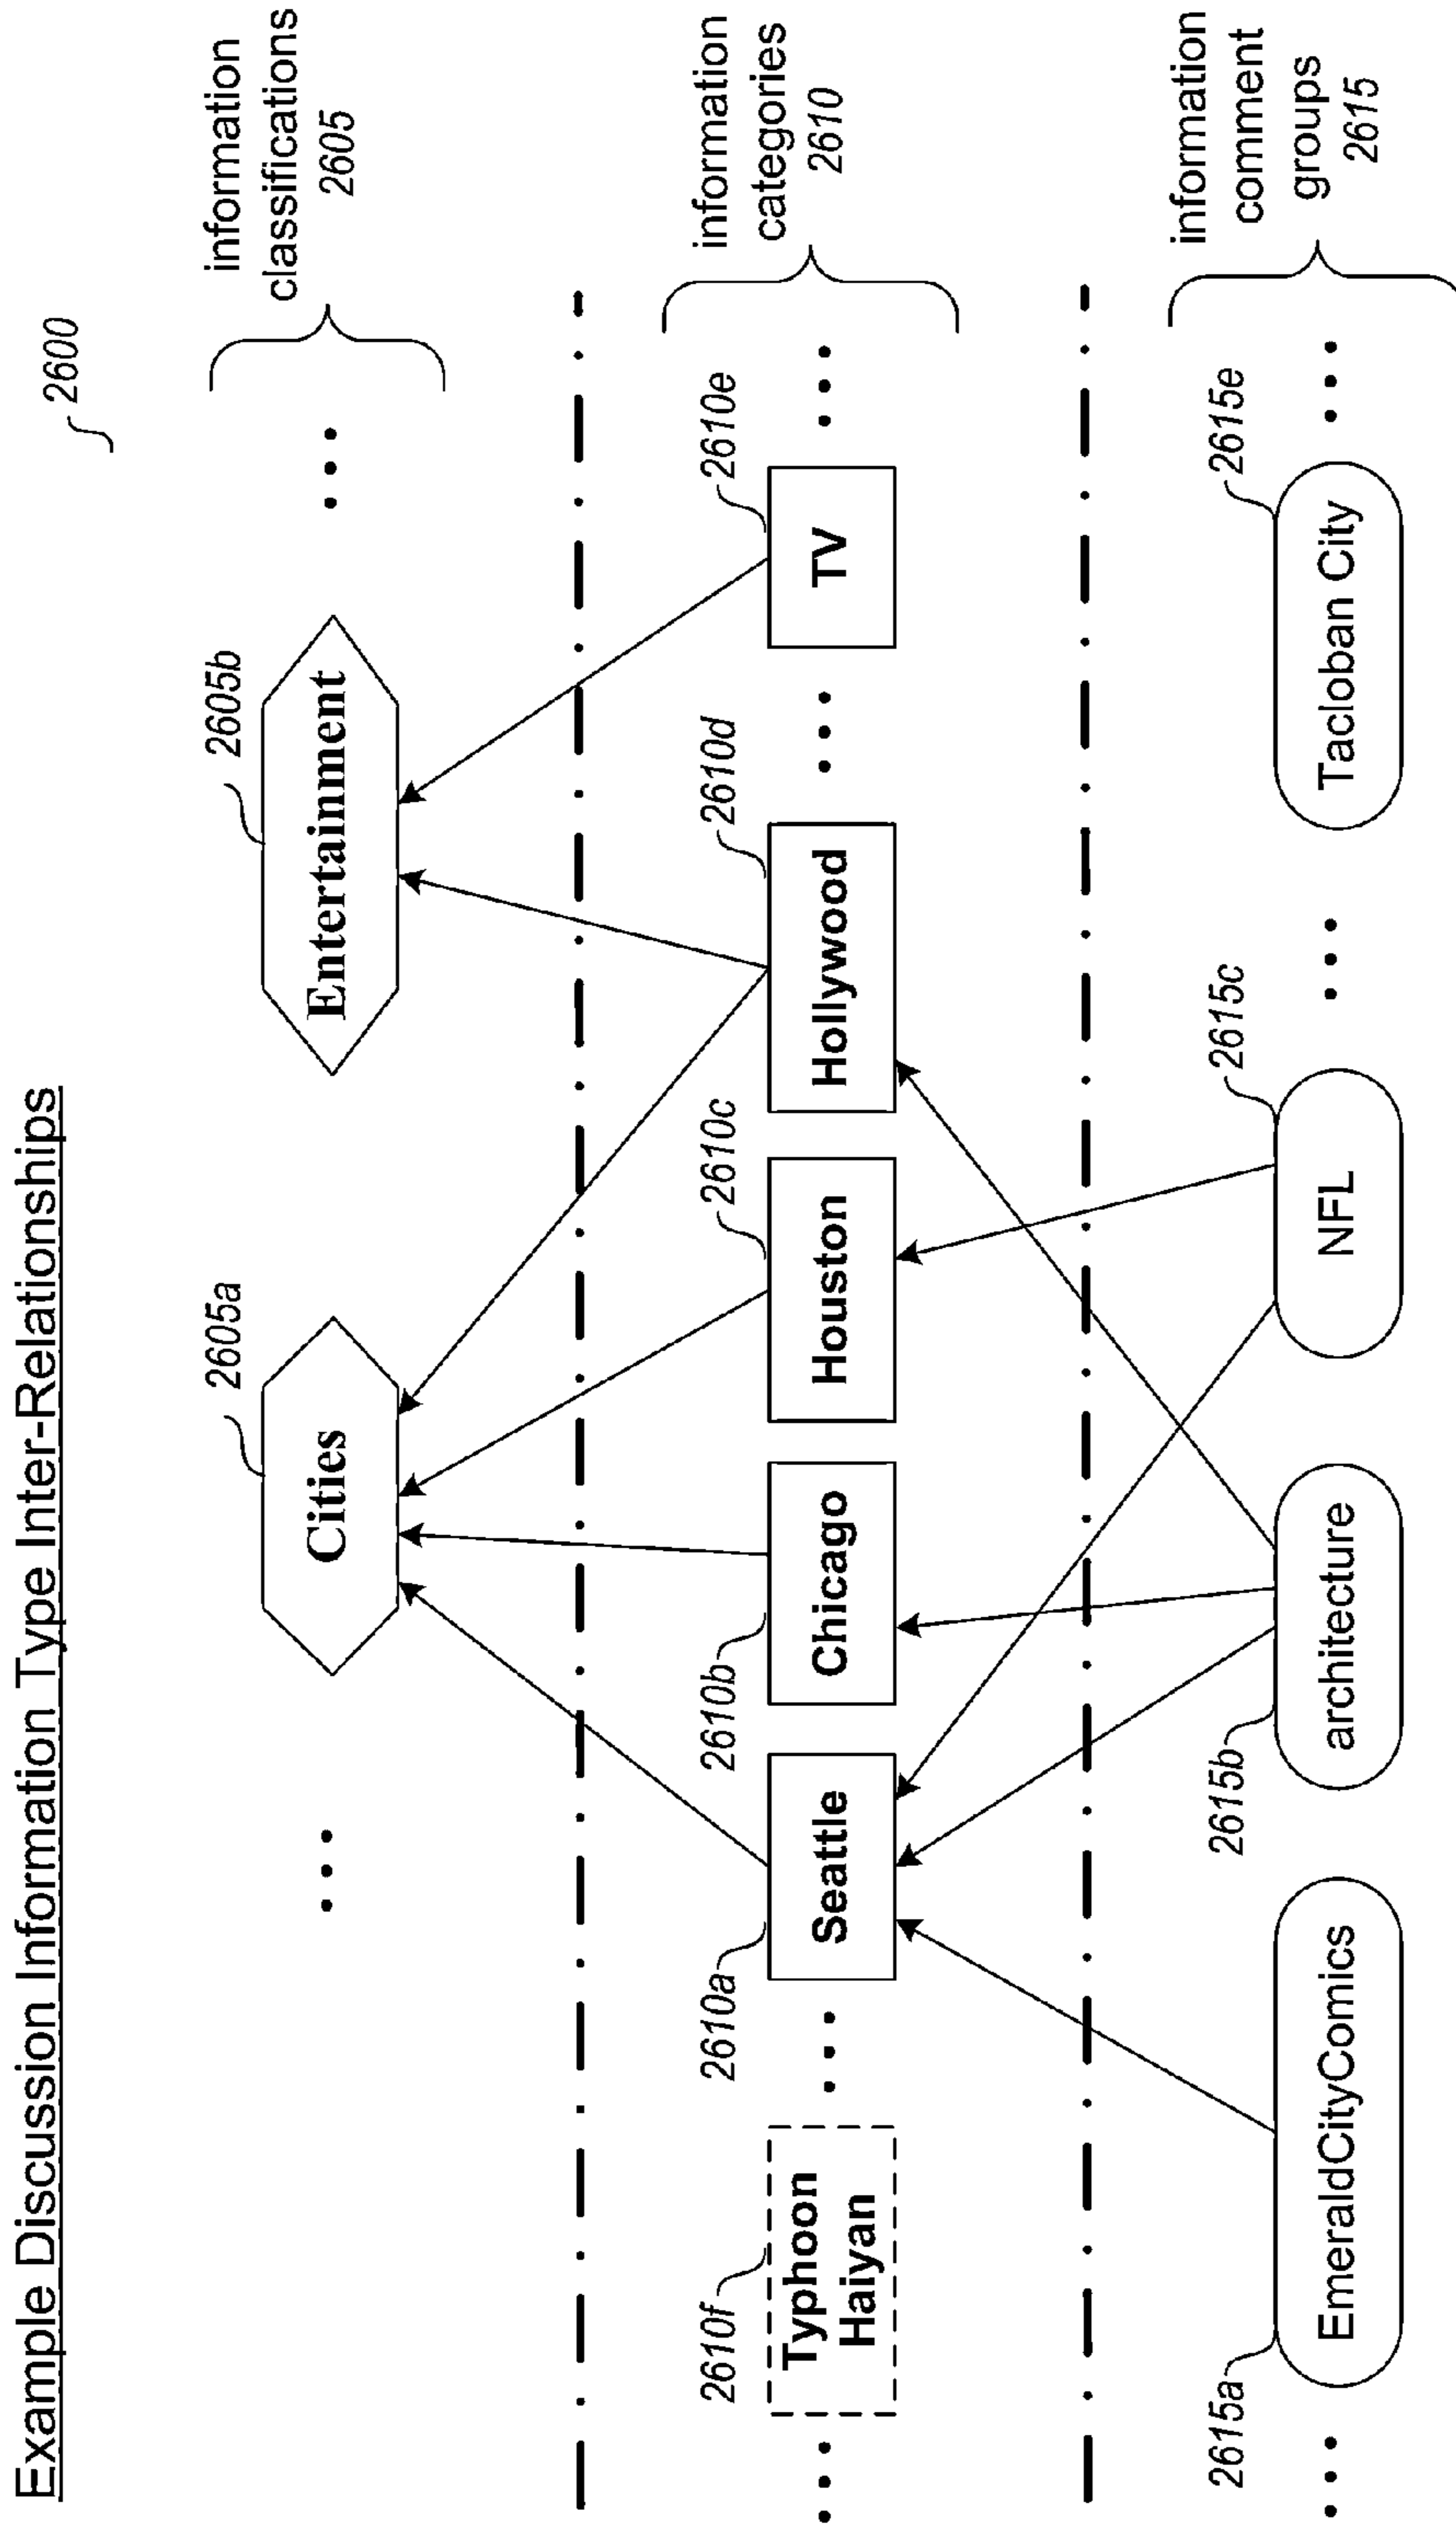 Example Discussion Information Type Inter-Relationships
2600
information
classifications
2605
2605a
2605b
Cities
Entertainment
information
categories
2610
2610f
2610a
2610b
2610c
2610d
2610e
Typhoon
Haiyan
Seattle
Chicago
Houston
Hollywood
TV
information
comment
groups
2615
2615a
2615b
2615c
2615e
EmeraldCityComics
architecture
NFL
Tacloban City